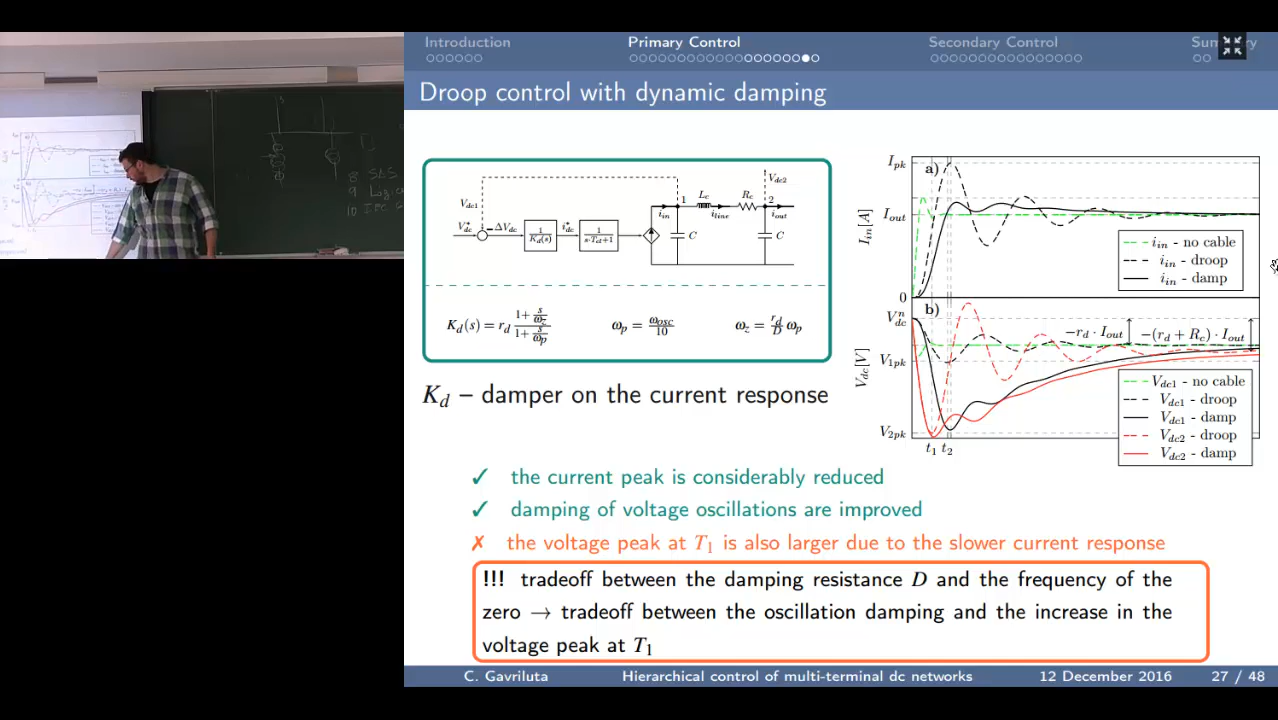 Introduction
Primary Control
Secondary Control
Droop control with dynamic damping
V_dc1
V*_dc
−
ΔV_dc
1
K_d(s)
i*_dc
1
s·T_d+1
i_in
1
L_c
i_line
R_c
2
V_dc2
i_out
C
C
K_d(s) = r_d (1 + s/ω_z) / (1 + s/ω_p)
ω_p = ω_osc / 10
ω_z = (r_d / D) ω_p
K_d – damper on the current response
I_pk
a)
I_out
I_in[A]
i_in - no cable
i_in - droop
i_in - damp
0
V^n_dc
b)
−r_d · I_out
−(r_d + R_c) · I_out
V_1pk
V_dc[V]
V_dc1 - no cable
V_dc1 - droop
V_dc1 - damp
V_dc2 - droop
V_dc2 - damp
V_2pk
t_1 t_2
✓ the current peak is considerably reduced
✓ damping of voltage oscillations are improved
✗ the voltage peak at T_1 is also larger due to the slower current response
!!! tradeoff between the damping resistance D and the frequency of the
zero → tradeoff between the oscillation damping and the increase in the
voltage peak at T_1
C. Gavriluta
Hierarchical control of multi-terminal dc networks
12 December 2016
27 / 48